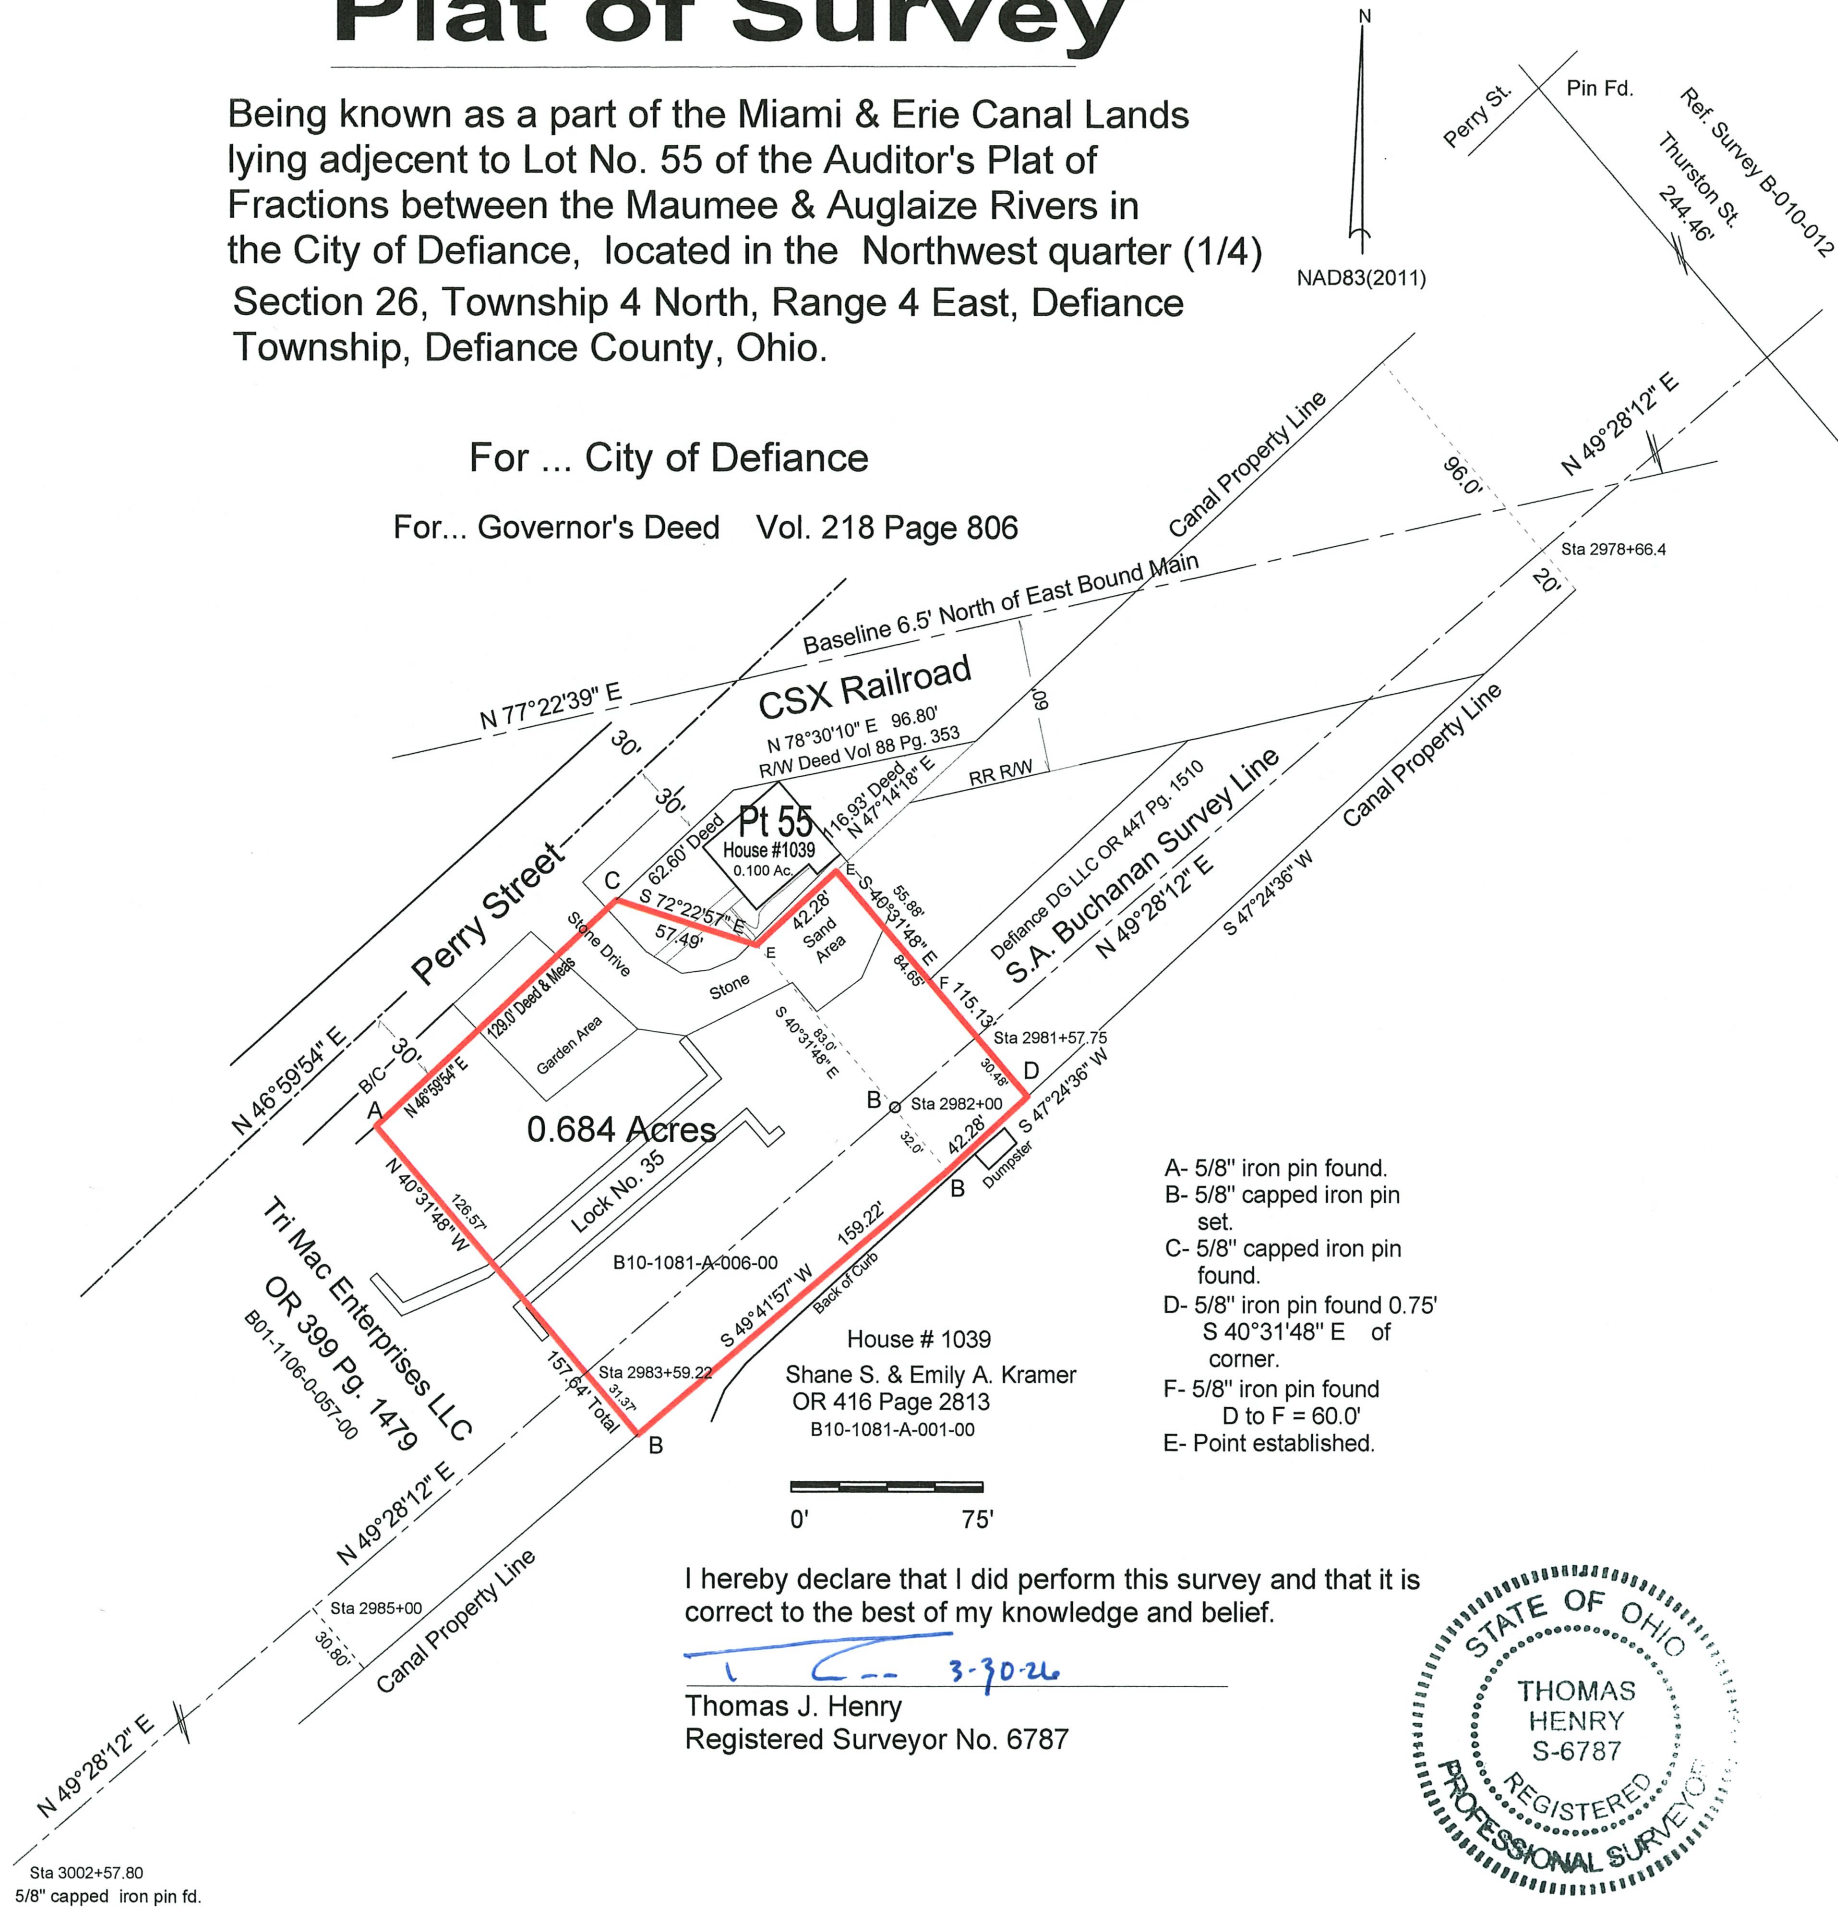 Plat of Survey
Being known as a part of the Miami & Erie Canal Lands
lying adjecent to Lot No. 55 of the Auditor's Plat of
Fractions between the Maumee & Auglaize Rivers in
the City of Defiance, located in the Northwest quarter (1/4)
Section 26, Township 4 North, Range 4 East, Defiance
Township, Defiance County, Ohio.
For ... City of Defiance
For... Governor's Deed Vol. 218 Page 806
N
NAD83(2011)
Perry St.
Pin Fd.
Ref. Survey B-010-012
Thurston St.
244.46'
N 49°28'12" E
96.0'
Sta 2978+66.4
20'
Canal Property Line
Baseline 6.5' North of East Bound Main
N 77°22'39" E
CSX Railroad
N 78°30'10" E 96.80'
R/W Deed Vol 88 Pg. 353
60'
RR R/W
116.93' Deed
N 47°14'18" E
30'
30'
Pt 55
House #1039
0.100 Ac.
62.60' Deed
C
S 72°22'57" E
57.49'
E
42.28'
E
S 40°31'48" E
55.88'
84.65'
Sand
Area
F
115.13'
Defiance DG LLC OR 447 Pg. 1510
S.A. Buchanan Survey Line
N 49°28'12" E
Canal Property Line
S 47°24'36" W
Perry Street
Stone Drive
Stone
129.0' Deed & Meas
Garden Area
N 46°59'54" E
30'
B/C
N 46°59'54" E
A
83.0'
S 40°31'48" E
Sta 2981+57.75
30.48'
D
S 47°24'36" W
B
Sta 2982+00
32.0'
42.28'
Dumpster
B
0.684 Acres
Lock No. 35
N 40°31'48" W
126.57'
B10-1081-A-006-00
159.22'
S 49°41'57" W
Back of Curb
Tri Mac Enterprises LLC
OR 399 Pg. 1479
B01-1106-0-057-00
Sta 2983+59.22
31.37'
157.64' Total
B
House # 1039
Shane S. & Emily A. Kramer
OR 416 Page 2813
B10-1081-A-001-00
A- 5/8" iron pin found.
B- 5/8" capped iron pin
set.
C- 5/8" capped iron pin
found.
D- 5/8" iron pin found 0.75'
S 40°31'48" E of
corner.
F- 5/8" iron pin found
D to F = 60.0'
E- Point established.
0' 75'
N 49°28'12" E
Sta 2985+00
30.80'
Canal Property Line
I hereby declare that I did perform this survey and that it is
correct to the best of my knowledge and belief.
3-30-26
Thomas J. Henry
Registered Surveyor No. 6787
STATE OF OHIO
THOMAS
HENRY
S-6787
REGISTERED
PROFESSIONAL SURVEYOR
N 49°28'12" E
Sta 3002+57.80
5/8" capped iron pin fd.